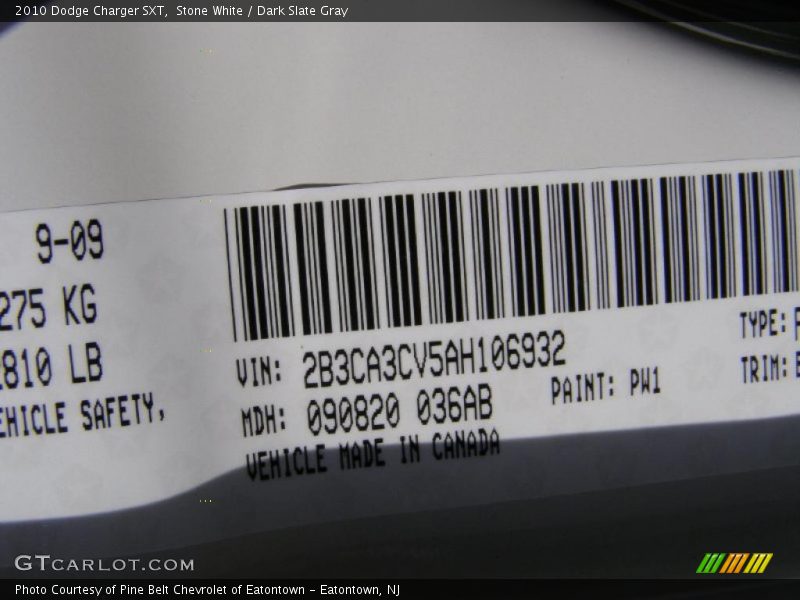 2010 Dodge Charger SXT, Stone White / Dark Slate Gray
9-09
275 KG
810 LB
VEHICLE SAFETY,
VIN: 2B3CA3CV5AH106932
MDH: 090820 036AB
PAINT: PW1
VEHICLE MADE IN CANADA
TYPE:
TRIM:
GTCARLOT.COM
Photo Courtesy of Pine Belt Chevrolet of Eatontown - Eatontown, NJ